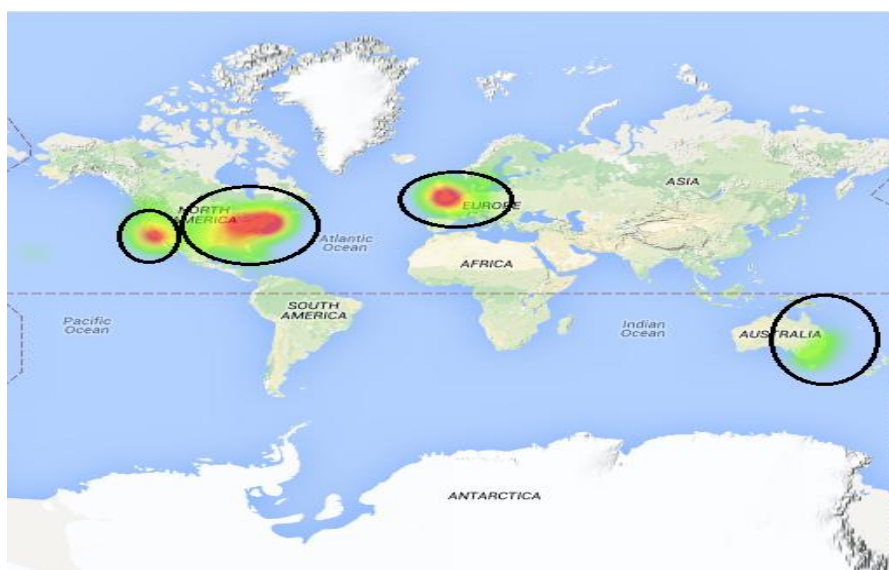 ASIA
NORTH
AMERICA
EUROPE
Atlantic
Ocean
AFRICA
SOUTH
AMERICA
Pacific
Ocean
Indian
Ocean
AUSTRALIA
ANTARCTICA